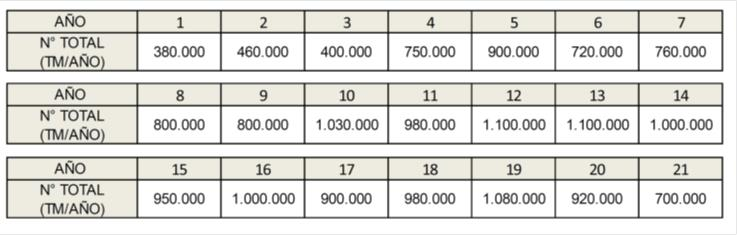 AÑO 1 2 3 4 5 6 7
N° TOTAL
(TM/AÑO) 380.000 460.000 400.000 750.000 900.000 720.000 760.000
AÑO 8 9 10 11 12 13 14
N° TOTAL
(TM/AÑO) 800.000 800.000 1.030.000 980.000 1.100.000 1.100.000 1.000.000
AÑO 15 16 17 18 19 20 21
N° TOTAL
(TM/AÑO) 950.000 1.000.000 900.000 980.000 1.080.000 920.000 700.000